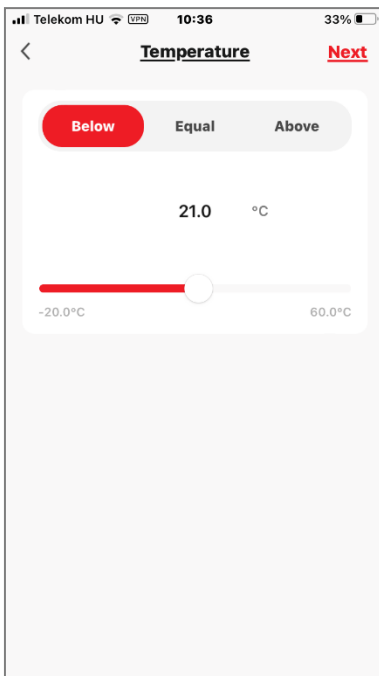 Telekom HU VPN 10:36 33%
Temperature Next
Below Equal Above
21.0 °C
-20.0°C 60.0°C